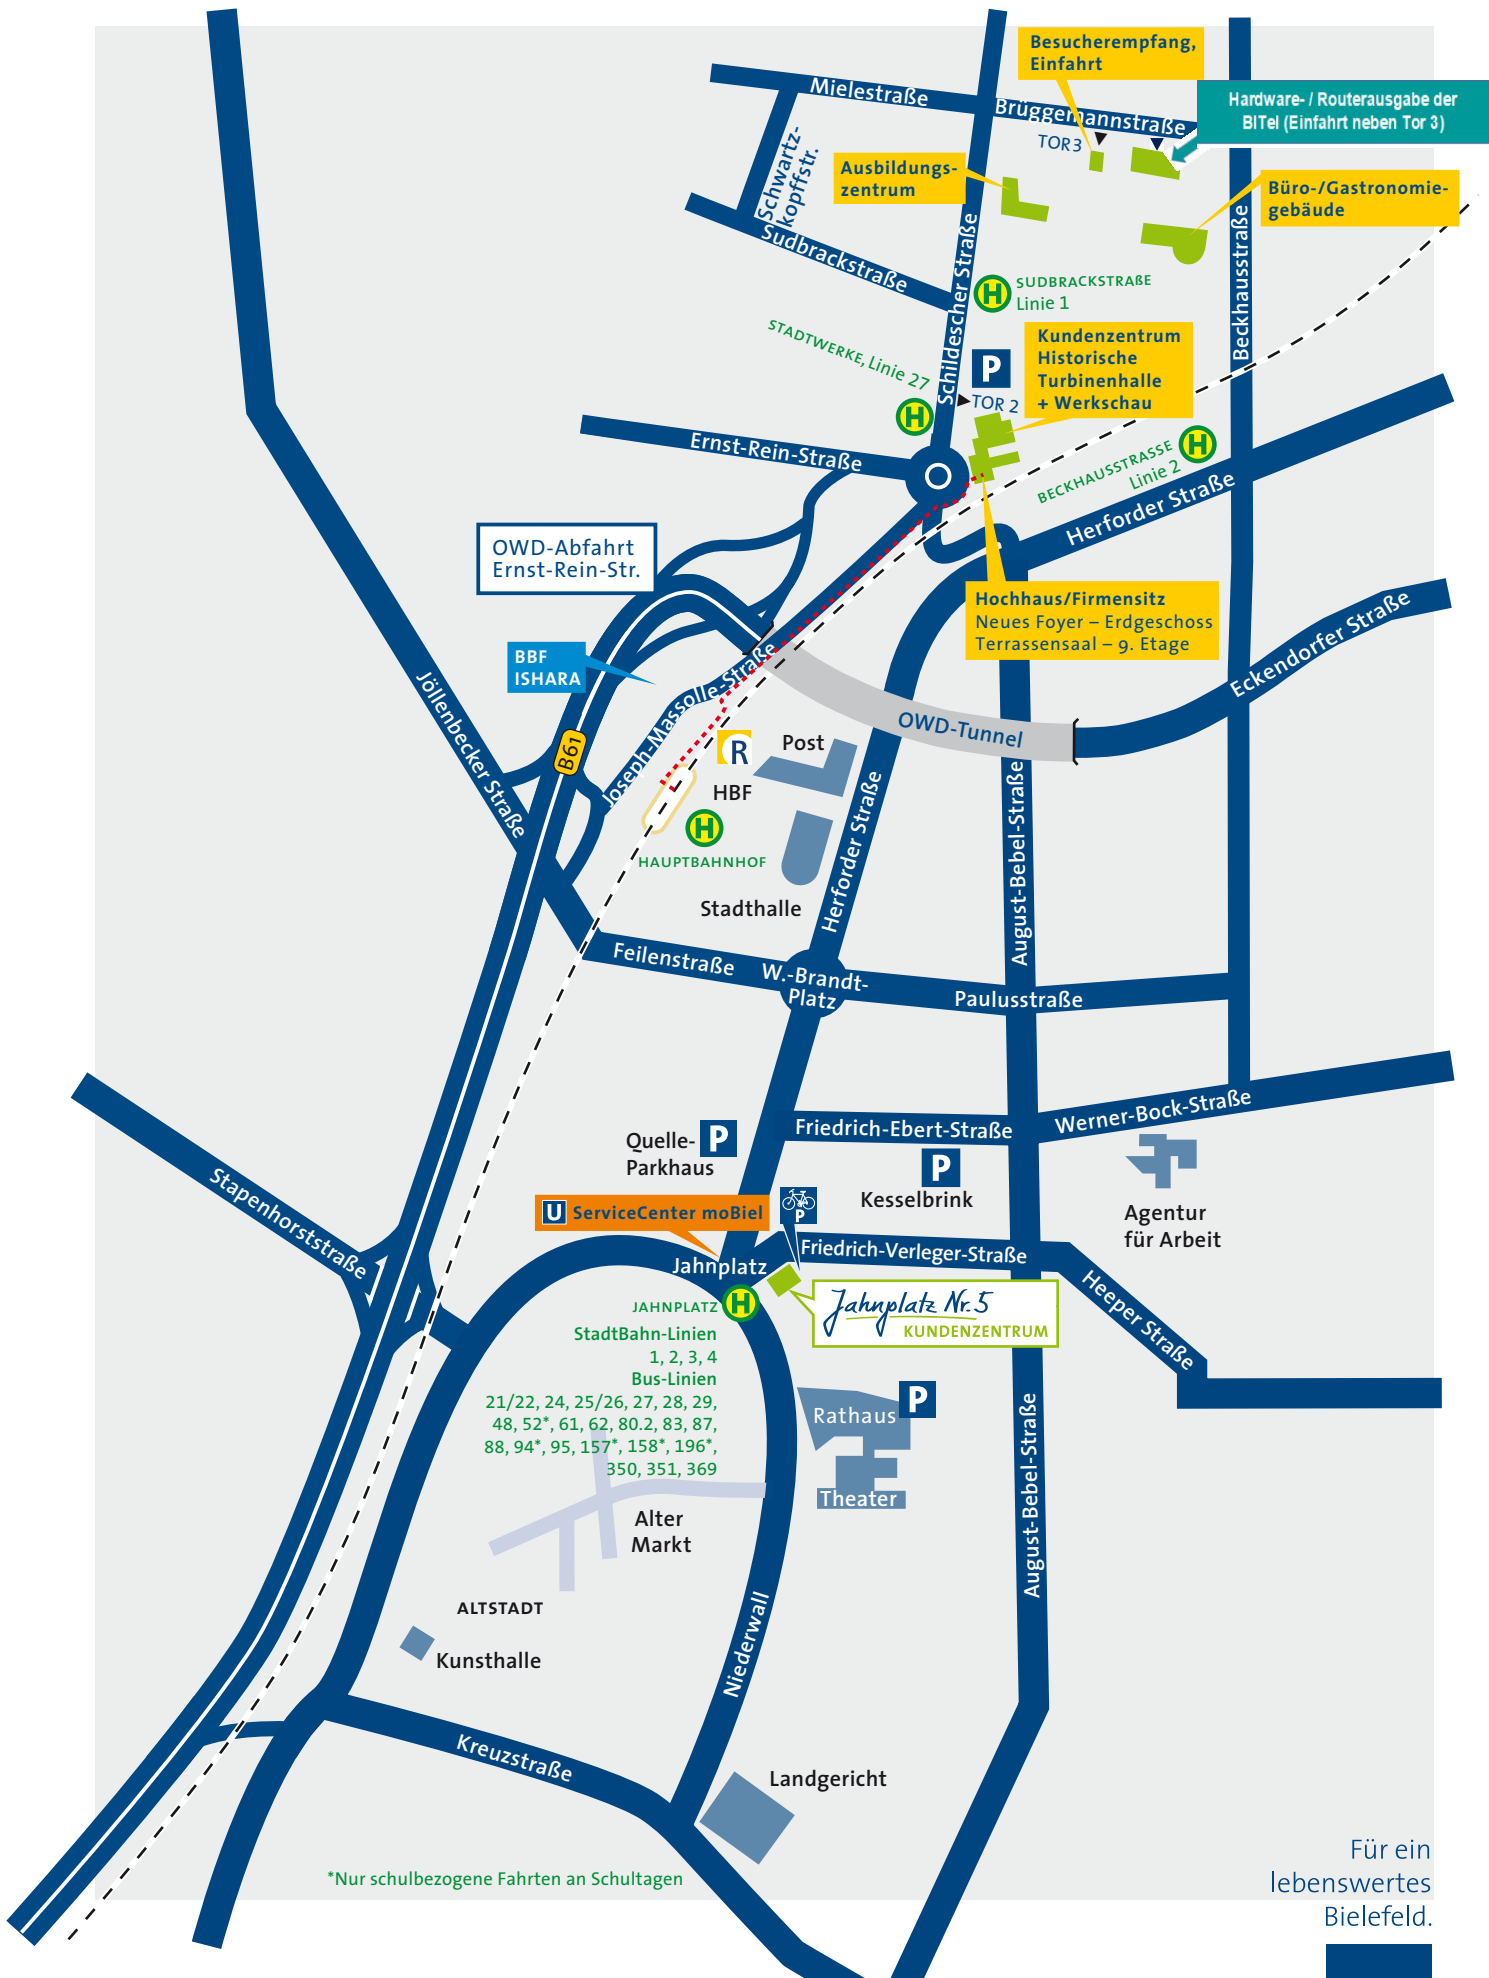 Besucherempfang,
Einfahrt
Mielestraße
Brüggemannstraße
Hardware- / Routerausgabe der
BITel (Einfahrt neben Tor 3)
TOR 3
Schwartz-
kopffstr.
Ausbildungs-
zentrum
Büro-/Gastronomie-
gebäude
Sudbrackstraße
Schildescher Straße
Beckhausstraße
H
SUDBRACKSTRAßE
Linie 1
STADTWERKE, Linie 27
H
P
TOR 2
Kundenzentrum
Historische
Turbinenhalle
+ Werkschau
Ernst-Rein-Straße
BECKHAUSSTRASSE
Linie 2
H
Herforder Straße
OWD-Abfahrt
Ernst-Rein-Str.
Hochhaus/Firmensitz
Neues Foyer – Erdgeschoss
Terrassensaal – 9. Etage
Eckendorfer Straße
BBF
ISHARA
Jöllenbecker Straße
B61
Joseph-Massolle-Straße
OWD-Tunnel
R
HBF
Post
H
HAUPTBAHNHOF
Stadthalle
Herforder Straße
August-Bebel-Straße
Feilenstraße
W.-Brandt-
Platz
Paulusstraße
Quelle-
Parkhaus
P
Friedrich-Ebert-Straße
Werner-Bock-Straße
P
Kesselbrink
Agentur
für Arbeit
Stapenhorststraße
U ServiceCenter moBiel
P
Jahnplatz
Friedrich-Verleger-Straße
Heeper Straße
Jahnplatz Nr. 5
KUNDENZENTRUM
JAHNPLATZ
H
StadtBahn-Linien
1, 2, 3, 4
Bus-Linien
21/22, 24, 25/26, 27, 28, 29,
48, 52*, 61, 62, 80.2, 83, 87,
88, 94*, 95, 157*, 158*, 196*,
350, 351, 369
Rathaus
P
Theater
August-Bebel-Straße
Alter
Markt
ALTSTADT
Kunsthalle
Niederwall
Kreuzstraße
Landgericht
*Nur schulbezogene Fahrten an Schultagen
Für ein
lebenswertes
Bielefeld.